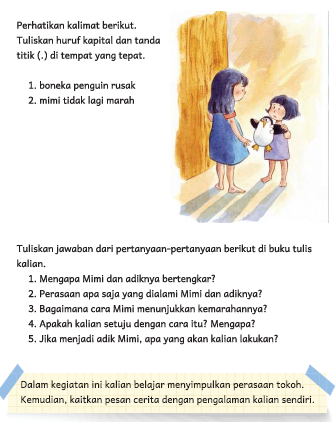 Perhatikan kalimat berikut.
Tuliskan huruf kapital dan tanda
titik (.) di tempat yang tepat.
1. boneka penguin rusak
2. mimi tidak lagi marah
Tuliskan jawaban dari pertanyaan-pertanyaan berikut di buku tulis
kalian.
1. Mengapa Mimi dan adiknya bertengkar?
2. Perasaan apa saja yang dialami Mimi dan adiknya?
3. Bagaimana cara Mimi menunjukkan kemarahannya?
4. Apakah kalian setuju dengan cara itu? Mengapa?
5. Jika menjadi adik Mimi, apa yang akan kalian lakukan?
Dalam kegiatan ini kalian belajar menyimpulkan perasaan tokoh.
Kemudian, kaitkan pesan cerita dengan pengalaman kalian sendiri.